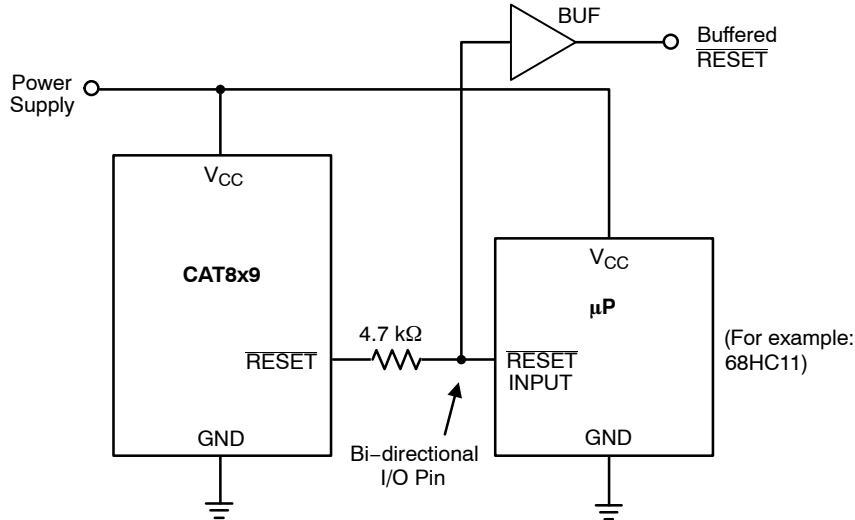 BUF
Buffered
RESET
Power
Supply
VCC
CAT8x9
VCC
μP
4.7 kΩ
(For example:
68HC11)
RESET
RESET
INPUT
GND
GND
Bi−directional
I/O Pin